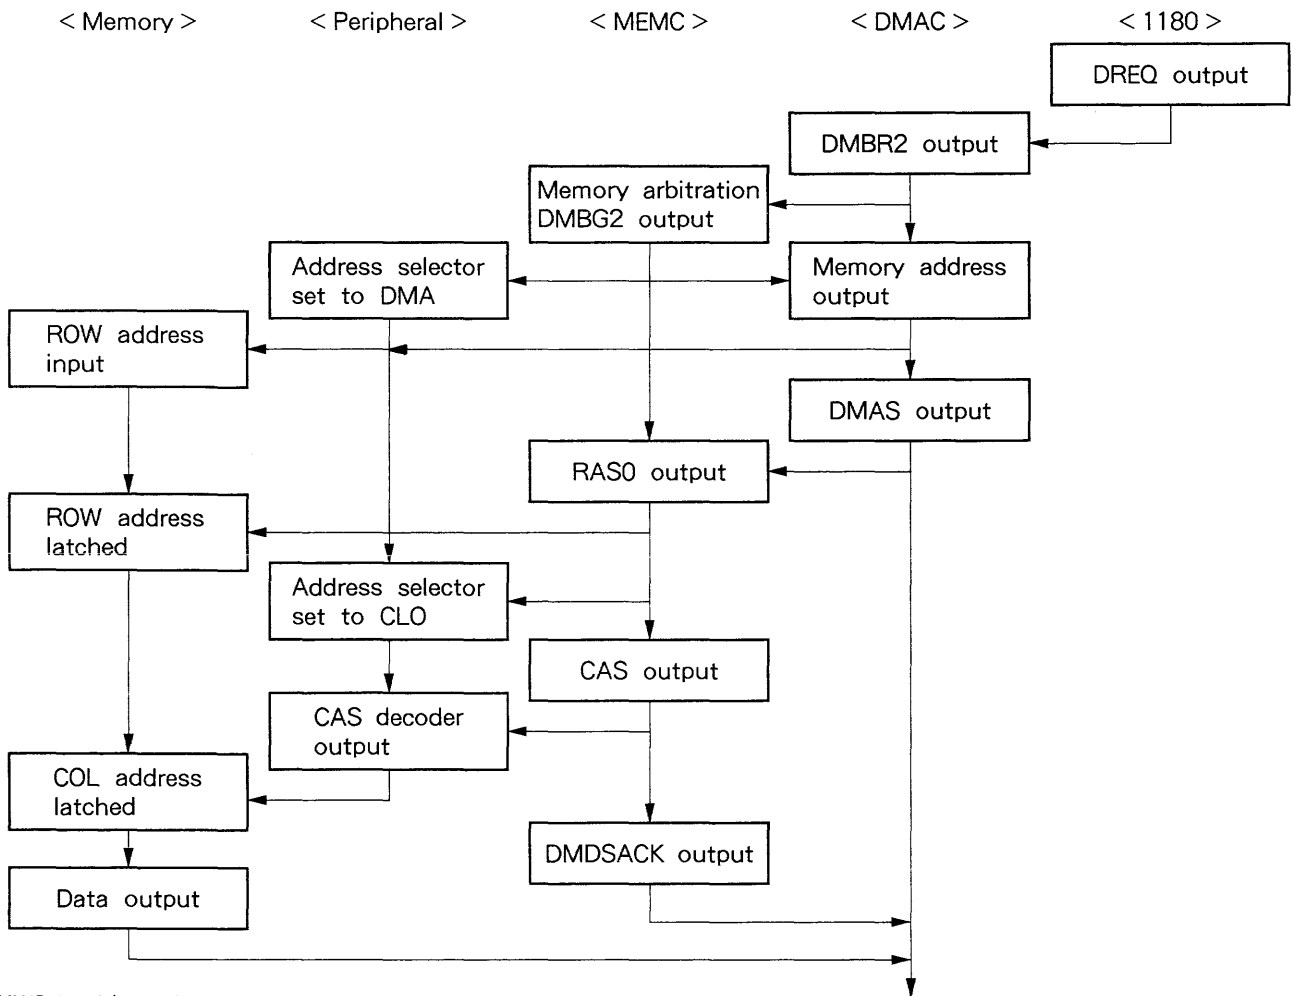 < Memory > < Peripheral > < MEMC > < DMAC > < 1180 >
DREQ output
DMBR2 output
Memory arbitration
DMBG2 output
Address selector
set to DMA
Memory address
output
ROW address
input
DMAS output
RAS0 output
ROW address
latched
Address selector
set to CLO
CAS output
CAS decoder
output
COL address
latched
DMDSACK output
Data output